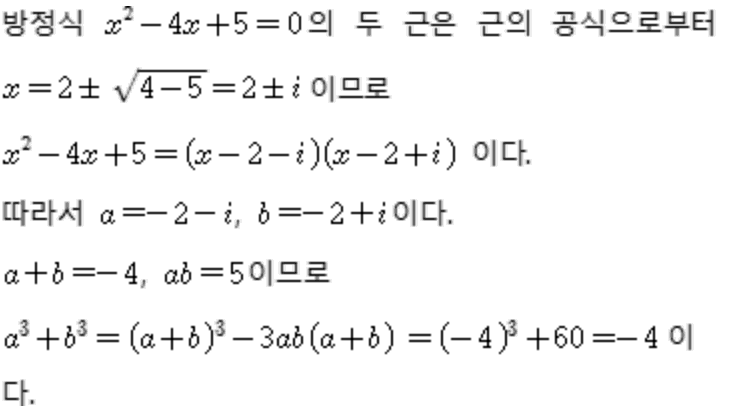 방정식 x² − 4x + 5 = 0의 두 근은 근의 공식으로부터
x = 2 ± √(4 − 5) = 2 ± i 이므로
x² − 4x + 5 = (x − 2 − i)(x − 2 + i) 이다.
따라서 a = − 2 − i, b = − 2 + i이다.
a + b = − 4, ab = 5이므로
a³ + b³ = (a + b)³ − 3ab(a + b) = (− 4)³ + 60 = − 4 이
다.